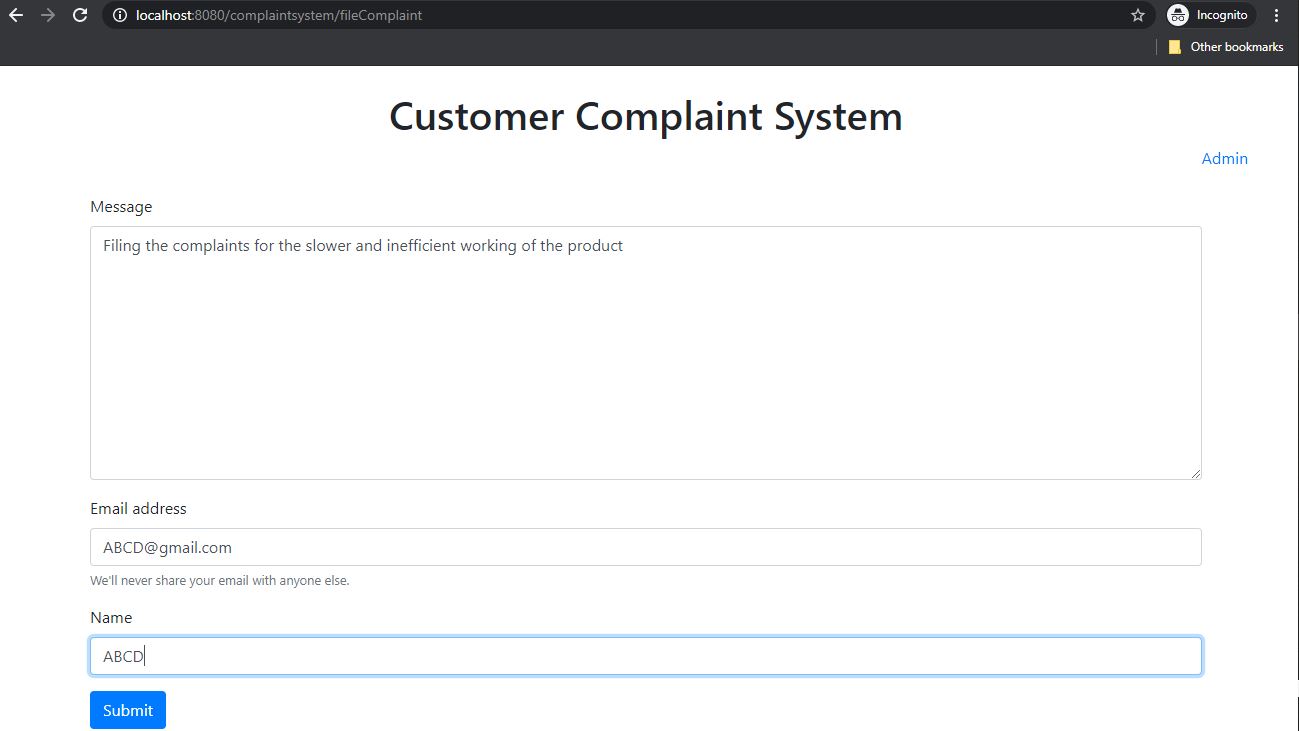 localhost:8080/complaintsystem/fileComplaint
Incognito
Other bookmarks
Customer Complaint System
Admin
Message
Filing the complaints for the slower and inefficient working of the product
Email address
ABCD@gmail.com
We'll never share your email with anyone else.
Name
ABCD
Submit